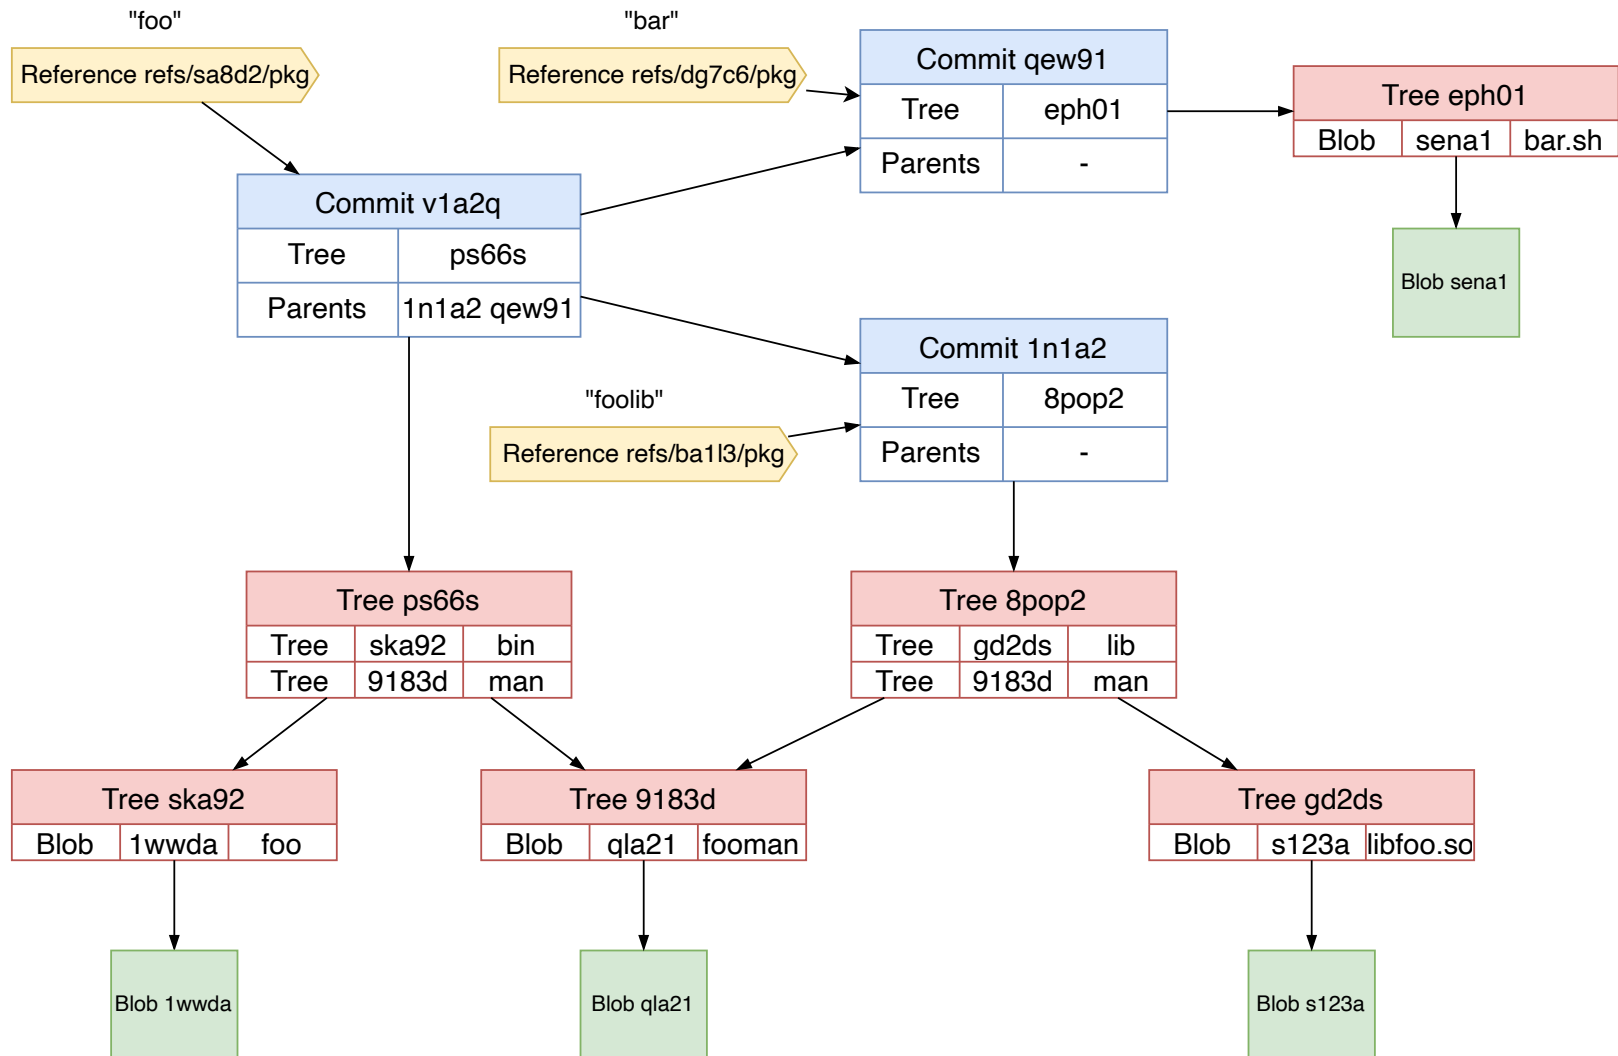 "foo"
Reference refs/sa8d2/pkg
"bar"
Reference refs/dg7c6/pkg
Commit qew91
Tree eph01
Parents -
Tree eph01
Blob sena1 bar.sh
Blob sena1
Commit v1a2q
Tree ps66s
Parents 1n1a2 qew91
"foolib"
Reference refs/ba1l3/pkg
Commit 1n1a2
Tree 8pop2
Parents -
Tree ps66s
Tree ska92 bin
Tree 9183d man
Tree 8pop2
Tree gd2ds lib
Tree 9183d man
Tree ska92
Blob 1wwda foo
Tree 9183d
Blob qla21 fooman
Tree gd2ds
Blob s123a libfoo.so
Blob 1wwda
Blob qla21
Blob s123a